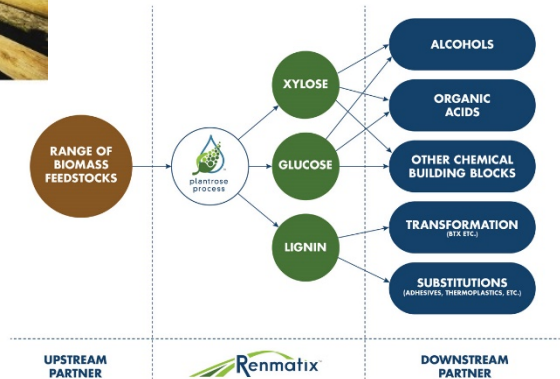 RANGE OF
BIOMASS
FEEDSTOCKS
plantrose
process
XYLOSE
GLUCOSE
LIGNIN
ALCOHOLS
ORGANIC
ACIDS
OTHER CHEMICAL
BUILDING BLOCKS
TRANSFORMATION
(BTX ETC.)
SUBSTITUTIONS
(ADHESIVES, THERMOPLASTICS, ETC.)
UPSTREAM
PARTNER
Renmatix
DOWNSTREAM
PARTNER